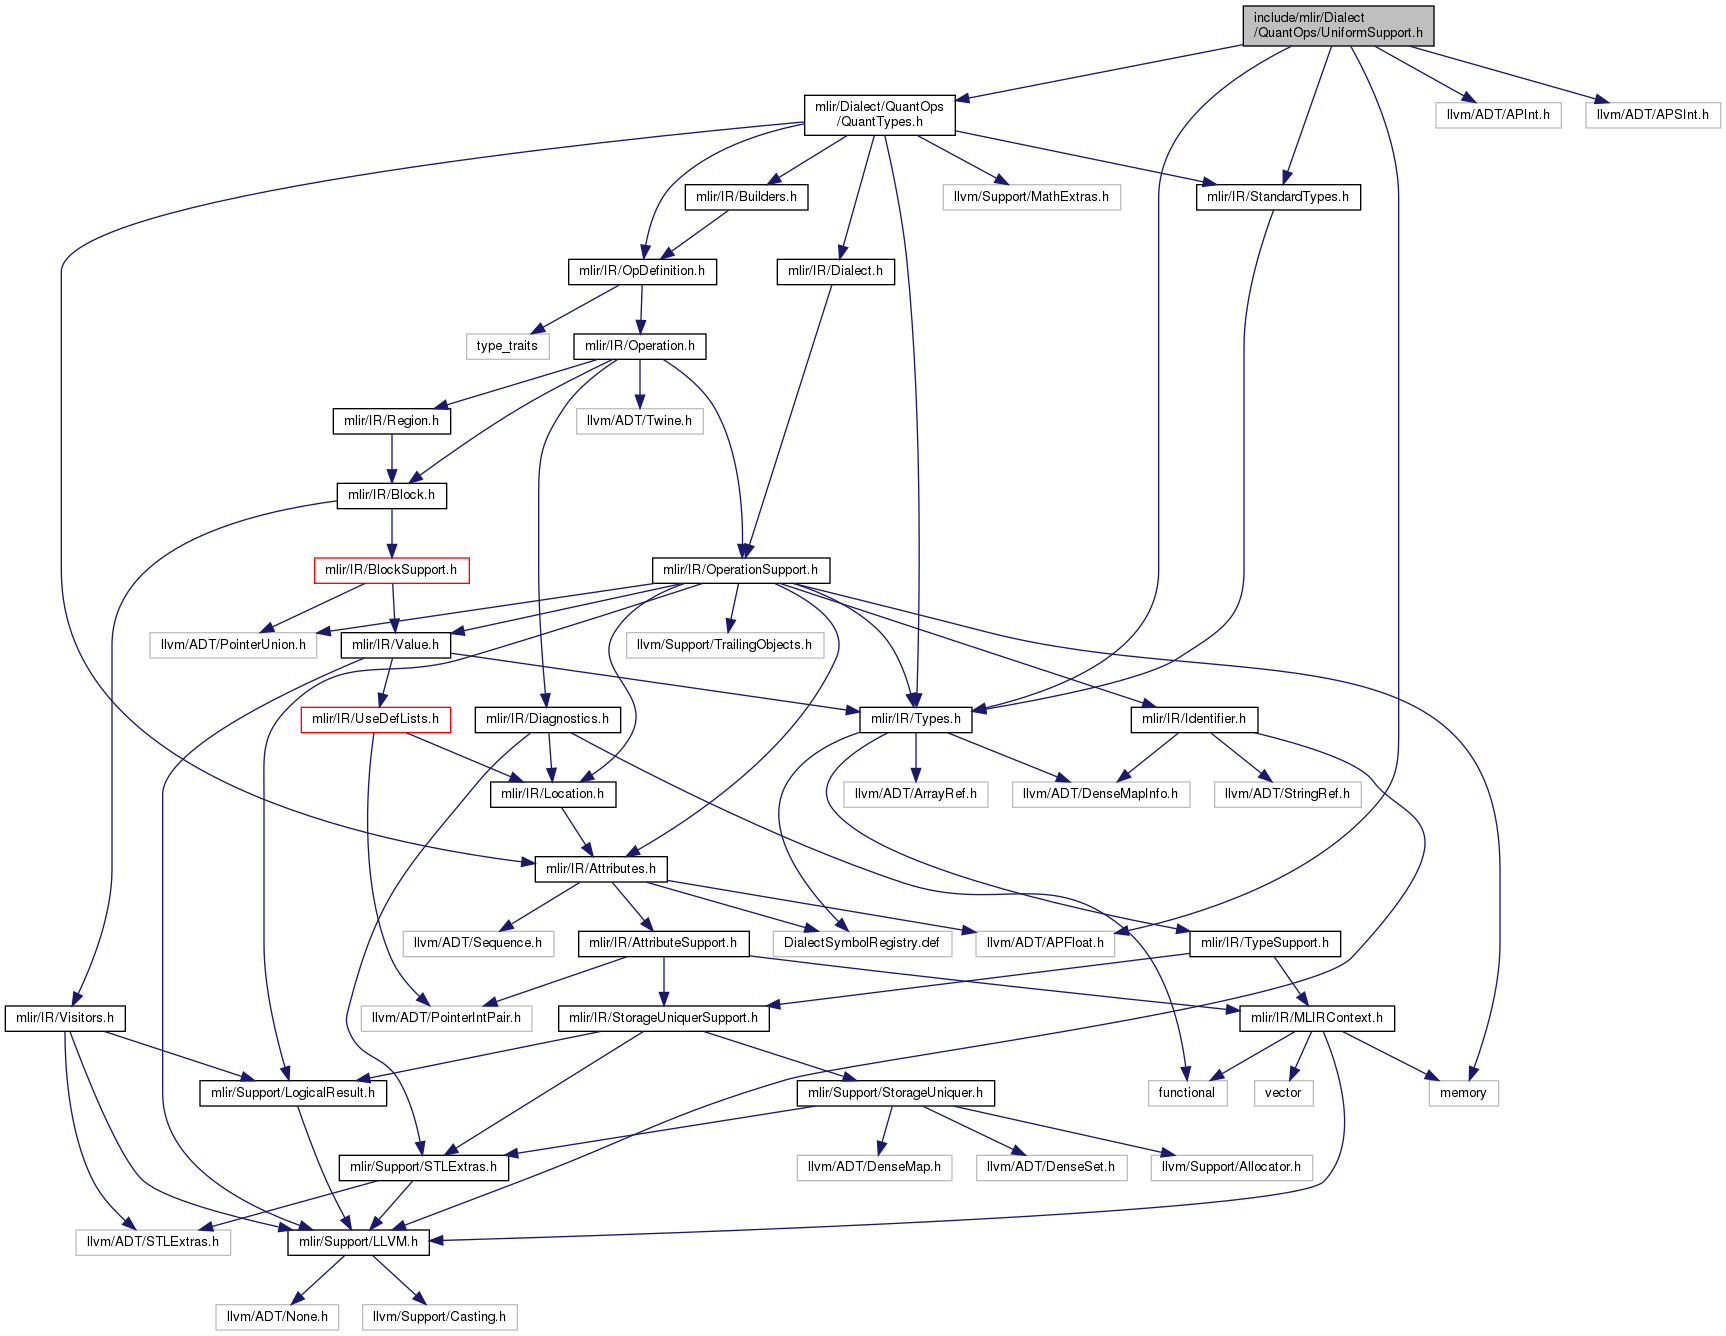 include/mlir/Dialect
/QuantOps/UniformSupport.h
mlir/Dialect/QuantOps
/QuantTypes.h
llvm/ADT/APInt.h
llvm/ADT/APSInt.h
mlir/IR/Builders.h
llvm/Support/MathExtras.h
mlir/IR/StandardTypes.h
mlir/IR/OpDefinition.h
mlir/IR/Dialect.h
type_traits
mlir/IR/Operation.h
mlir/IR/Region.h
llvm/ADT/Twine.h
mlir/IR/Block.h
mlir/IR/BlockSupport.h
mlir/IR/OperationSupport.h
llvm/ADT/PointerUnion.h
mlir/IR/Value.h
llvm/Support/TrailingObjects.h
mlir/IR/UseDefLists.h
mlir/IR/Diagnostics.h
mlir/IR/Types.h
mlir/IR/Identifier.h
mlir/IR/Location.h
llvm/ADT/ArrayRef.h
llvm/ADT/DenseMapInfo.h
llvm/ADT/StringRef.h
mlir/IR/Attributes.h
llvm/ADT/Sequence.h
mlir/IR/AttributeSupport.h
DialectSymbolRegistry.def
llvm/ADT/APFloat.h
mlir/IR/TypeSupport.h
mlir/IR/Visitors.h
llvm/ADT/PointerIntPair.h
mlir/IR/StorageUniquerSupport.h
mlir/IR/MLIRContext.h
mlir/Support/LogicalResult.h
mlir/Support/StorageUniquer.h
functional
vector
memory
mlir/Support/STLExtras.h
llvm/ADT/DenseMap.h
llvm/ADT/DenseSet.h
llvm/Support/Allocator.h
llvm/ADT/STLExtras.h
mlir/Support/LLVM.h
llvm/ADT/None.h
llvm/Support/Casting.h